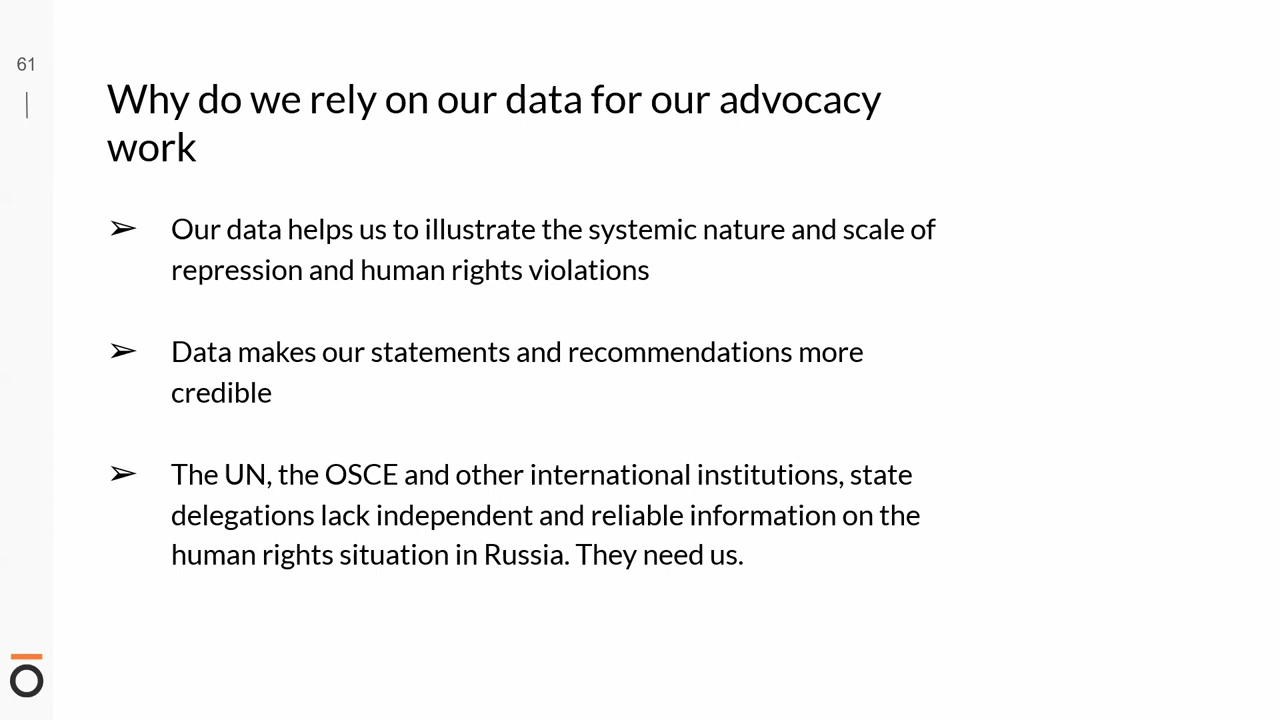 61
Why do we rely on our data for our advocacy
work
➢ Our data helps us to illustrate the systemic nature and scale of
repression and human rights violations
➢ Data makes our statements and recommendations more
credible
➢ The UN, the OSCE and other international institutions, state
delegations lack independent and reliable information on the
human rights situation in Russia. They need us.